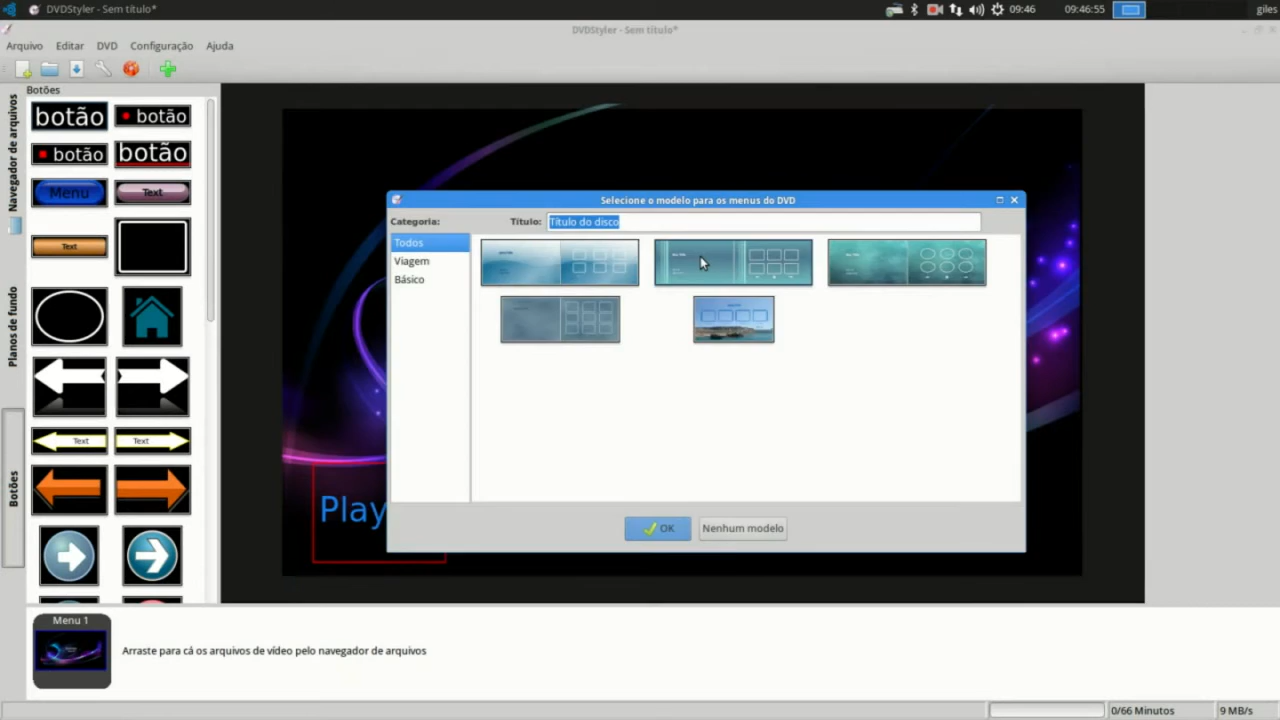 DVDStyler - Sem título*
09:46
09:46:55
giles
DVDStyler - Sem título*
Arquivo
Editar
DVD
Configuração
Ajuda
Navegador de arquivos
Planos de fundo
Botões
Botões
botão
botão
botão
botão
Menu
Text
Text
Text
Text
Play
Selecione o modelo para os menus do DVD
Categoria:
Título:
Título do disco
Todos
Viagem
Básico
OK
Nenhum modelo
Menu 1
Arraste para cá os arquivos de vídeo pelo navegador de arquivos
0/66 Minutos
9 MB/s